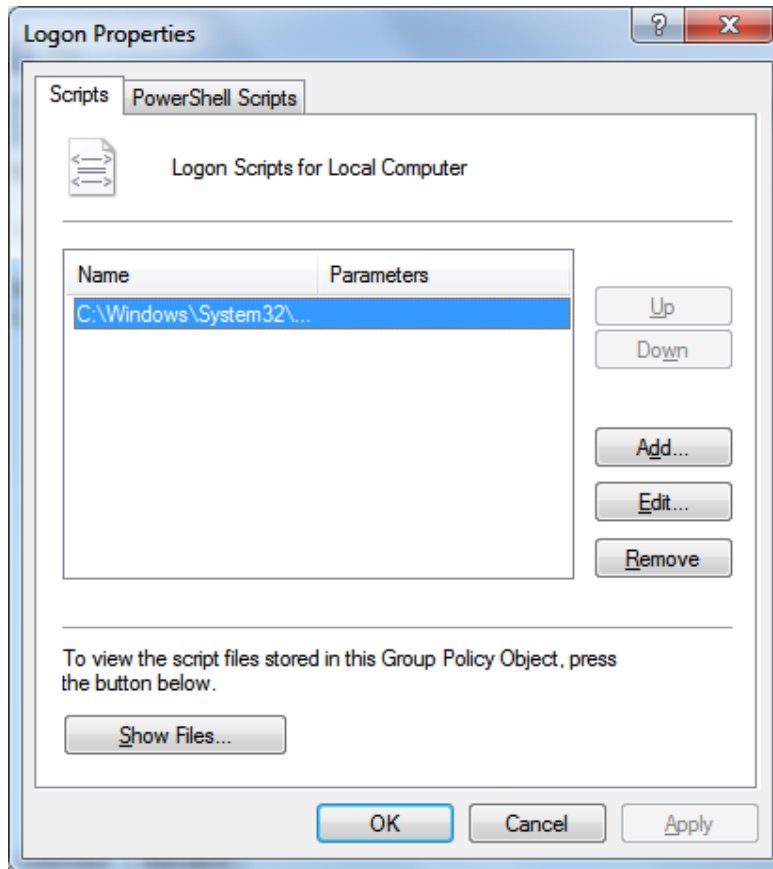 Logon Properties
Scripts
PowerShell Scripts
Logon Scripts for Local Computer
Name
Parameters
C:\Windows\System32\...
Up
Down
Add...
Edit...
Remove
To view the script files stored in this Group Policy Object, press
the button below.
Show Files...
OK
Cancel
Apply